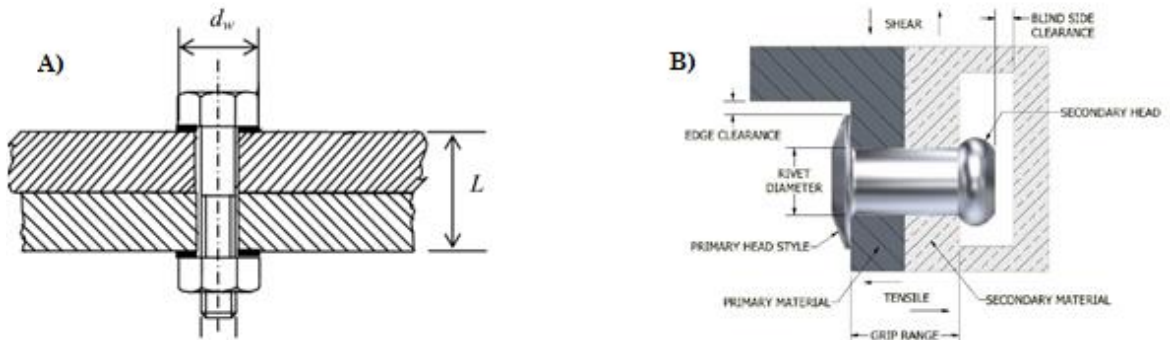 A)
d_w
L
B)
SHEAR
BLIND SIDE
CLEARANCE
SECONDARY HEAD
EDGE CLEARANCE
RIVET
DIAMETER
PRIMARY HEAD STYLE
PRIMARY MATERIAL
TENSILE
SECONDARY MATERIAL
GRIP RANGE